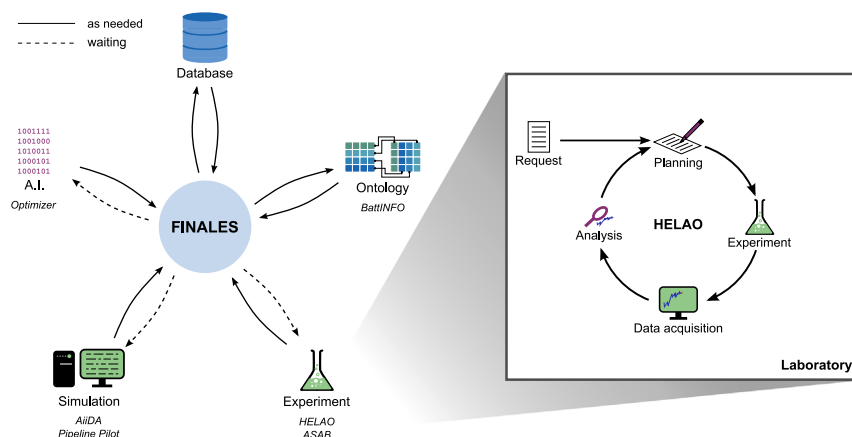 as needed
waiting
Database
1001111
1001000
1010011
1000101
1000101
A.I.
Optimizer
FINALES
Ontology
BattINFO
Simulation
AiiDA
Pipeline Pilot
Experiment
HELAO
ASAB
Request
Planning
Analysis
HELAO
Experiment
Data acquisition
Laboratory